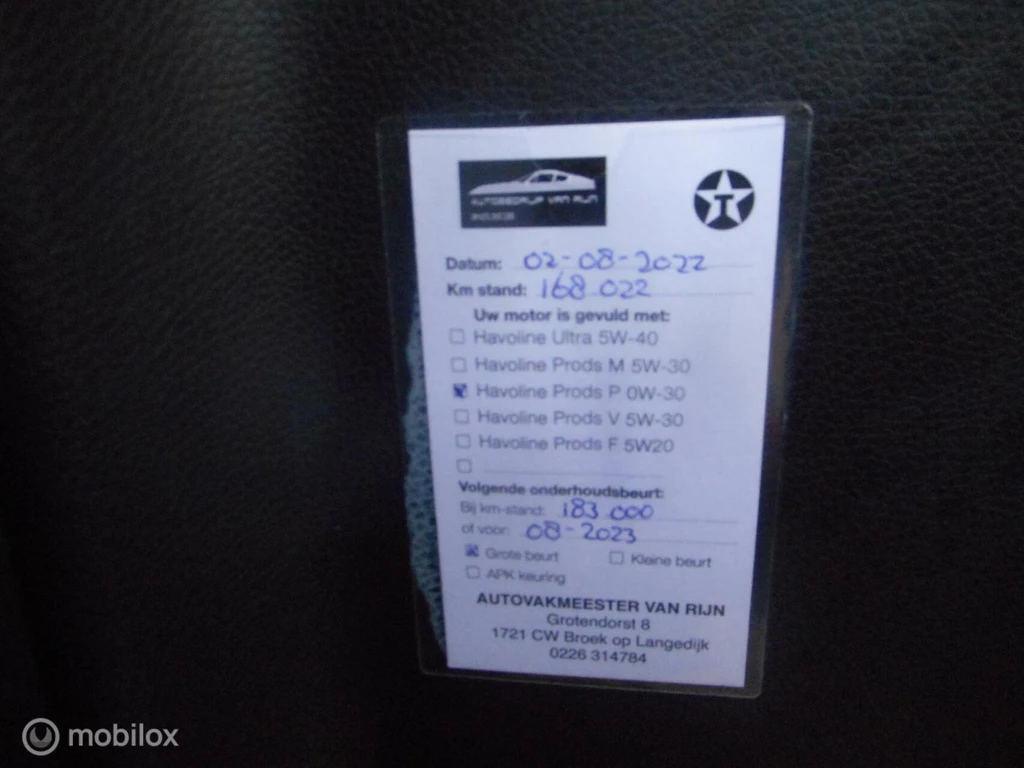 AUTOBEDRIJF VAN RIJN
T
Datum: 02-08-2022
Km stand: 168.022
Uw motor is gevuld met:
Havoline Ultra 5W-40
Havoline Prods M 5W-30
Havoline Prods P 0W-30
Havoline Prods V 5W-30
Havoline Prods F 5W20
Volgende onderhoudsbeurt:
Bij km-stand: 183.000
of voor: 08-2023
Grote beurt Kleine beurt
APK keuring
AUTOVAKMEESTER VAN RIJN
Grotendorst 8
1721 CW Broek op Langedijk
0226 314784
mobilox